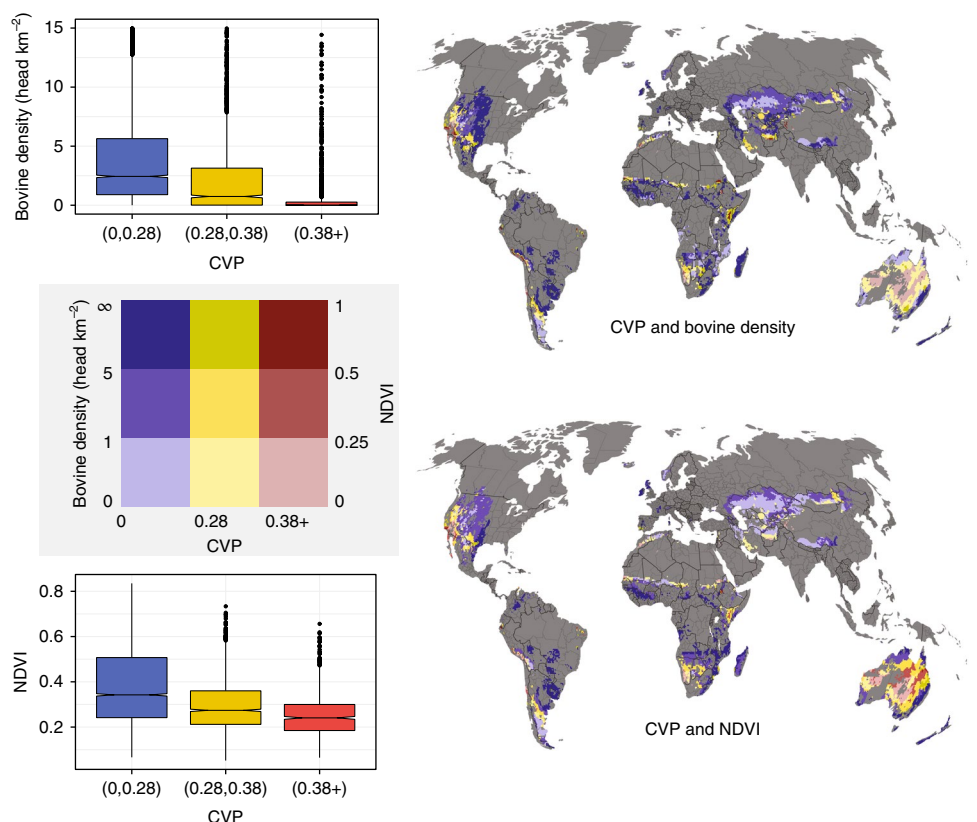 Bovine density (head km⁻²)
15
10
5
0
(0,0.28)
(0.28,0.38)
(0.38+)
CVP
CVP and bovine density
Bovine density (head km⁻²)
∞
5
1
0
1
0.5
0.25
0
NDVI
0
0.28
0.38+
CVP
NDVI
0.8
0.6
0.4
0.2
(0,0.28)
(0.28,0.38)
(0.38+)
CVP
CVP and NDVI